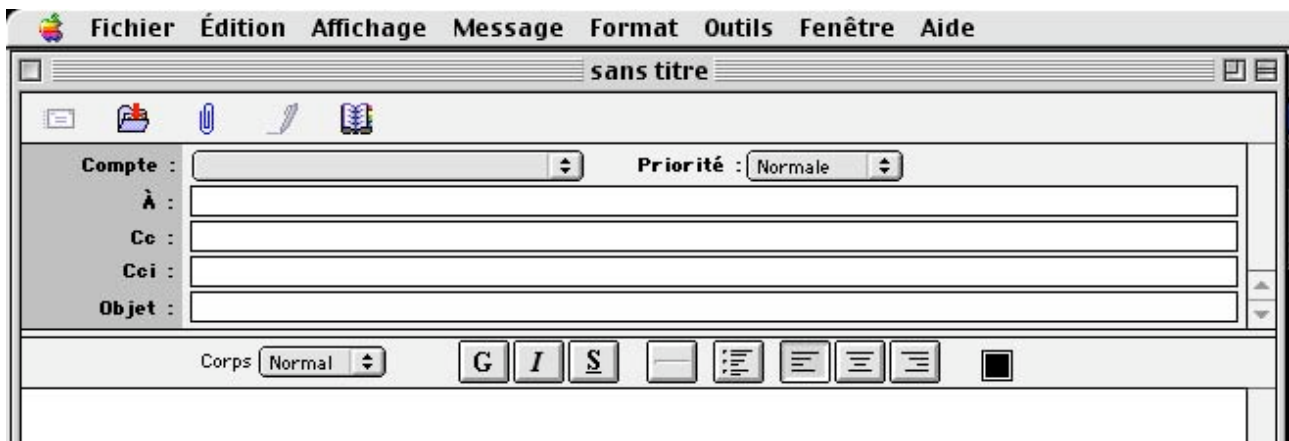 Fichier Édition Affichage Message Format Outils Fenêtre Aide
sans titre
Compte : Priorité : Normale
À :
Cc :
Cci :
Objet :
Corps Normal G I S